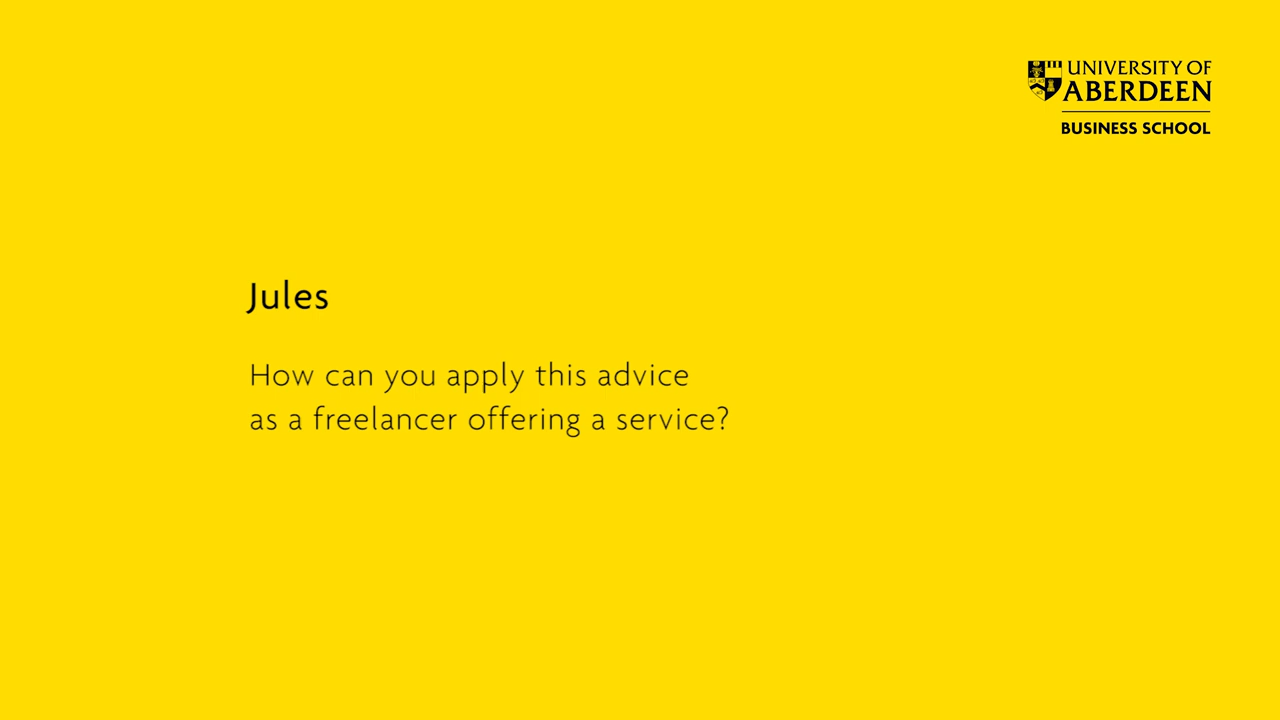 UNIVERSITY OF
ABERDEEN
BUSINESS SCHOOL
Jules
How can you apply this advice
as a freelancer offering a service?